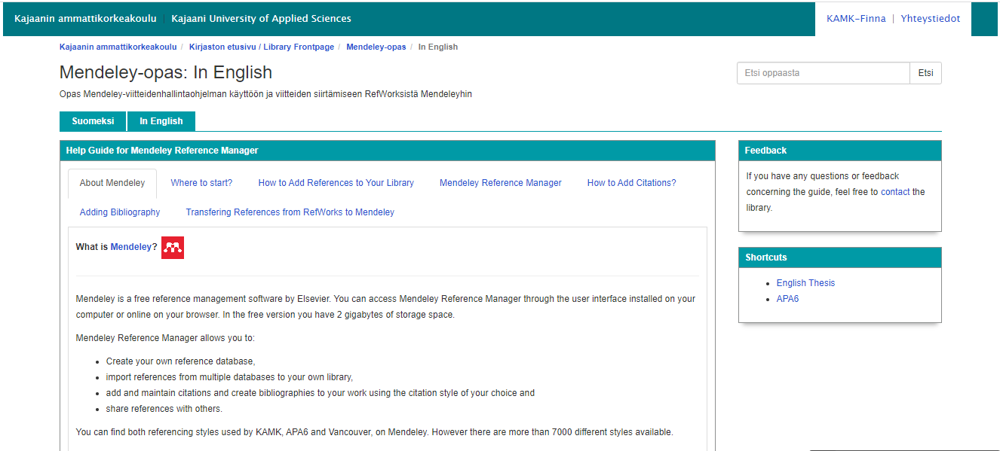 Kajaanin ammattikorkeakoulu | Kajaani University of Applied Sciences
KAMK-Finna | Yhteystiedot
Kajaanin ammattikorkeakoulu / Kirjaston etusivu / Library Frontpage / Mendeley-opas / In English
Mendeley-opas: In English
Etsi oppaasta
Etsi
Opas Mendeley-viitteidenhallintaohjelman käyttöön ja viitteiden siirtämiseen RefWorksistä Mendeleyhin
Suomeksi
In English
Help Guide for Mendeley Reference Manager
About Mendeley
Where to start?
How to Add References to Your Library
Mendeley Reference Manager
How to Add Citations?
Adding Bibliography
Transfering References from RefWorks to Mendeley
What is Mendeley?
Mendeley is a free reference management software by Elsevier. You can access Mendeley Reference Manager through the user interface installed on your
computer or online on your browser. In the free version you have 2 gigabytes of storage space.
Mendeley Reference Manager allows you to:
• Create your own reference database,
• import references from multiple databases to your own library,
• add and maintain citations and create bibliographies to your work using the citation style of your choice and
• share references with others.
You can find both referencing styles used by KAMK, APA6 and Vancouver, on Mendeley. However there are more than 7000 different styles available.
Feedback
If you have any questions or feedback
concerning the guide, feel free to contact the
library.
Shortcuts
• English Thesis
• APA6